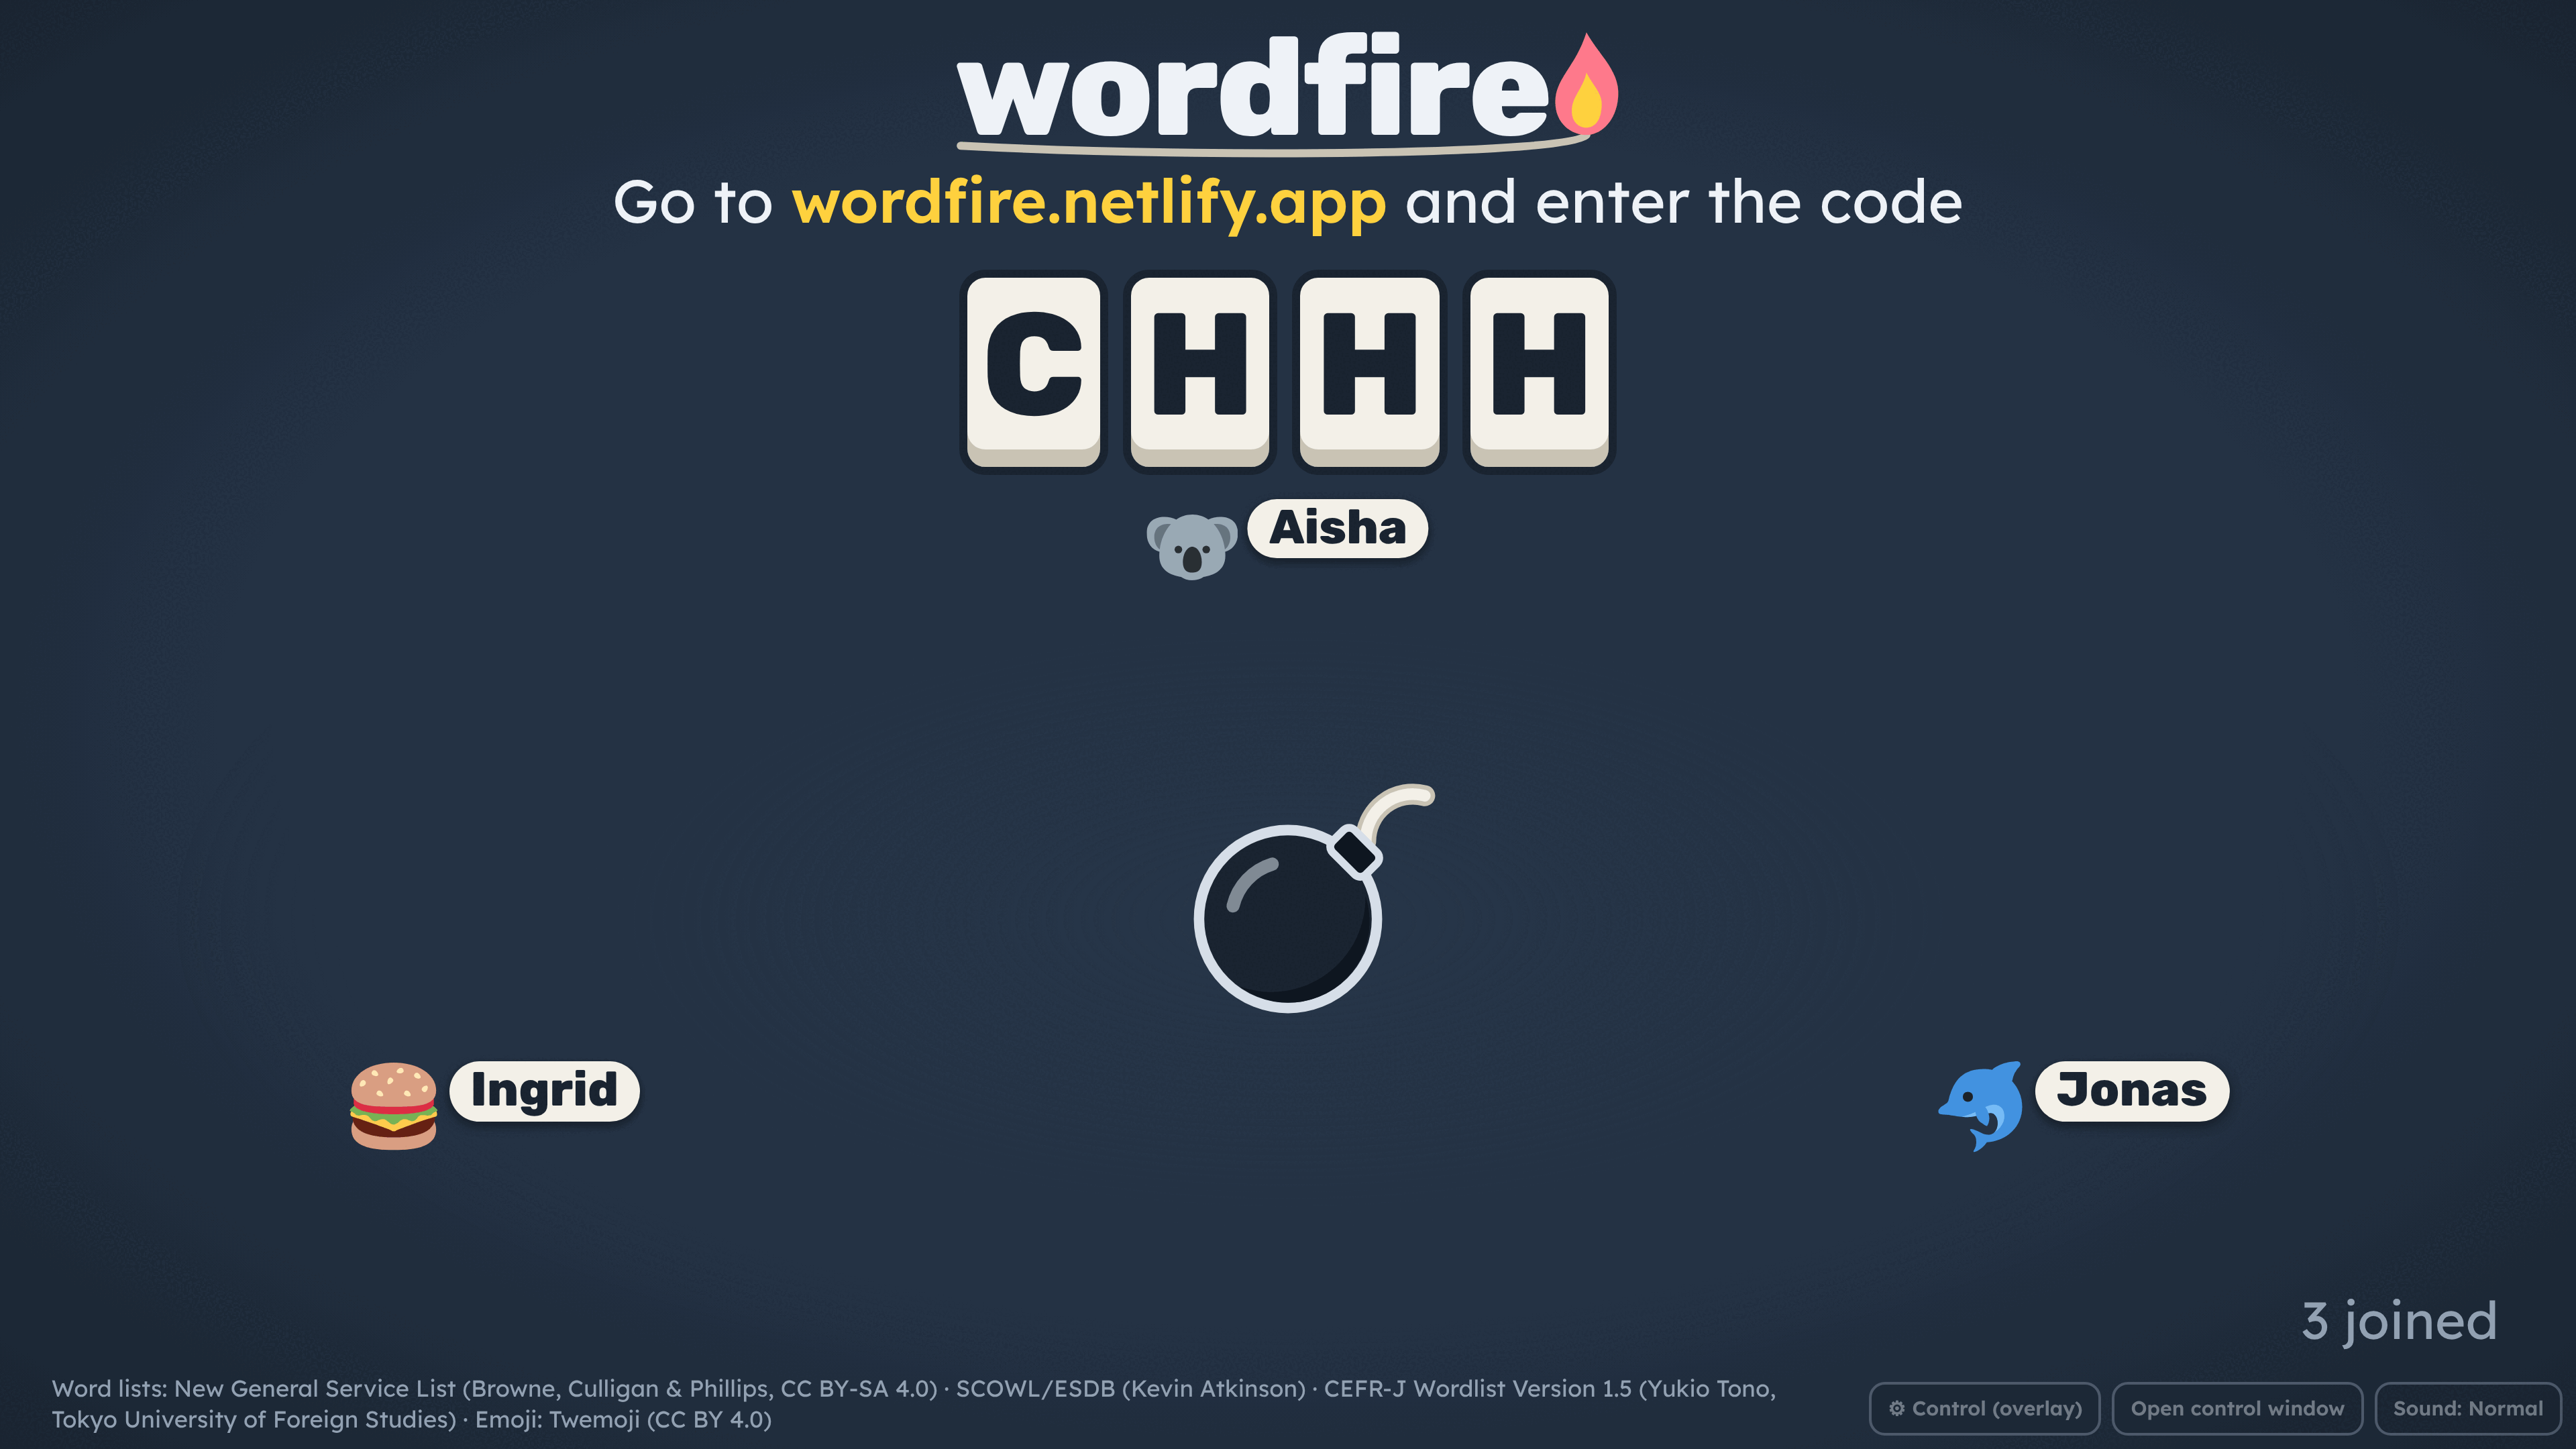 wordfire
Go to wordfire.netlify.app and enter the code
C H H H
Aisha
Ingrid
Jonas
3 joined
Word lists: New General Service List (Browne, Culligan & Phillips, CC BY-SA 4.0) · SCOWL/ESDB (Kevin Atkinson) · CEFR-J Wordlist Version 1.5 (Yukio Tono,
Tokyo University of Foreign Studies) · Emoji: Twemoji (CC BY 4.0)
⚙ Control (overlay)
Open control window
Sound: Normal